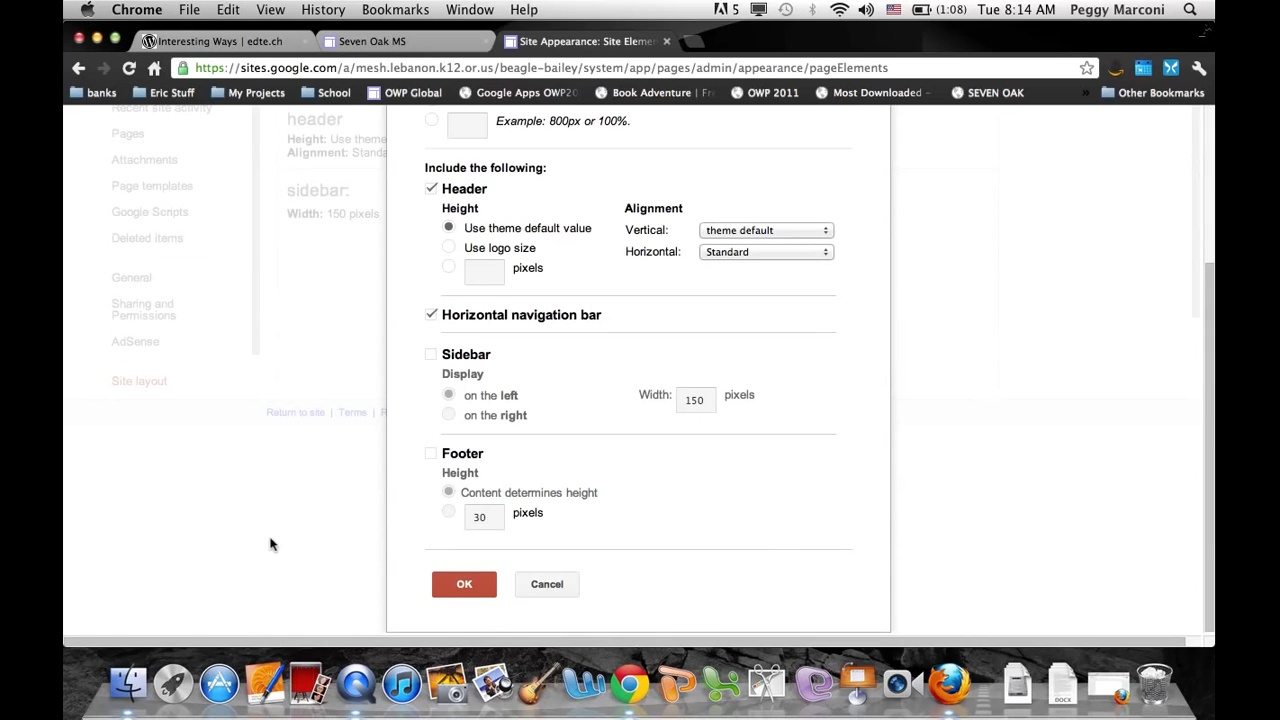 Chrome File Edit View History Bookmarks Window Help 5 (1:08) Tue 8:14 AM Peggy Marconi
Interesting Ways | edte.ch Seven Oak MS Site Appearance: Site Eleme
https://sites.google.com/a/mesh.lebanon.k12.or.us/beagle-bailey/system/app/pages/admin/appearance/pageElements
banks Eric Stuff My Projects School OWP Global Google Apps OWP20 Book Adventure | Fr OWP 2011 Most Downloaded SEVEN OAK » Other Bookmarks
Recent site activity
Pages
Attachments
Page templates
Google Scripts
Deleted items
General
Sharing and
Permissions
AdSense
Site layout
header
Height: Use theme
Alignment: Standa
sidebar:
Width: 150 pixels
Return to site | Terms | R
Example: 800px or 100%.
Include the following:
Header
Height Alignment
Use theme default value Vertical: theme default
Use logo size Horizontal: Standard
pixels
Horizontal navigation bar
Sidebar
Display
on the left Width: 150 pixels
on the right
Footer
Height
Content determines height
30 pixels
OK Cancel
DOCX